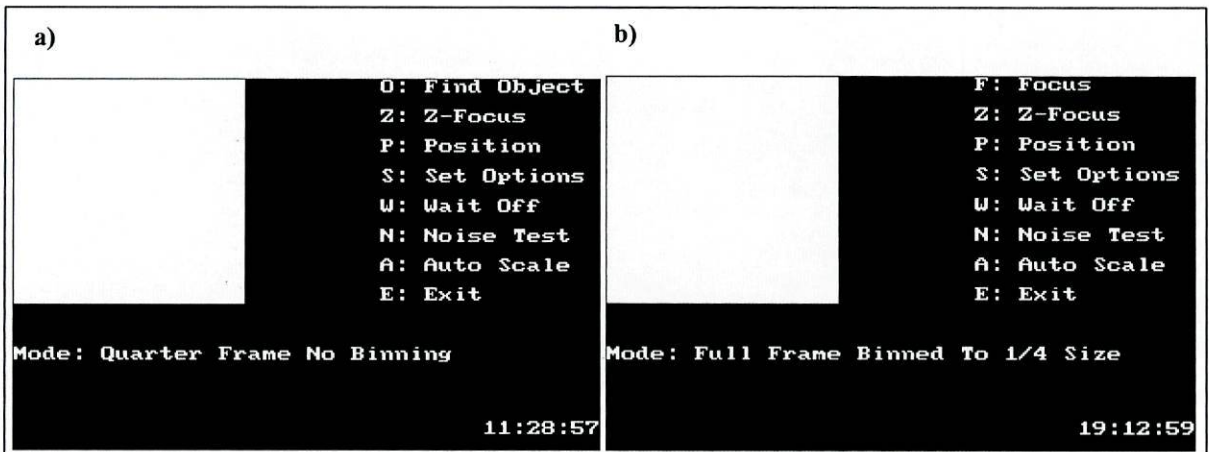 a)
O: Find Object
Z: Z-Focus
P: Position
S: Set Options
W: Wait Off
N: Noise Test
A: Auto Scale
E: Exit
Mode: Quarter Frame No Binning
11:28:57
b)
F: Focus
Z: Z-Focus
P: Position
S: Set Options
W: Wait Off
N: Noise Test
A: Auto Scale
E: Exit
Mode: Full Frame Binned To 1/4 Size
19:12:59